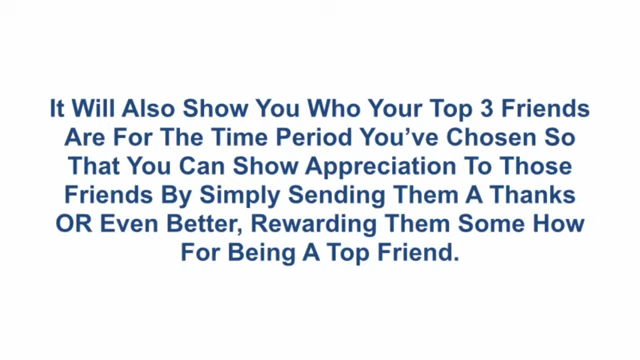 It Will Also Show You Who Your Top 3 Friends
Are For The Time Period You’ve Chosen So
That You Can Show Appreciation To Those
Friends By Simply Sending Them A Thanks
OR Even Better, Rewarding Them Some How
For Being A Top Friend.